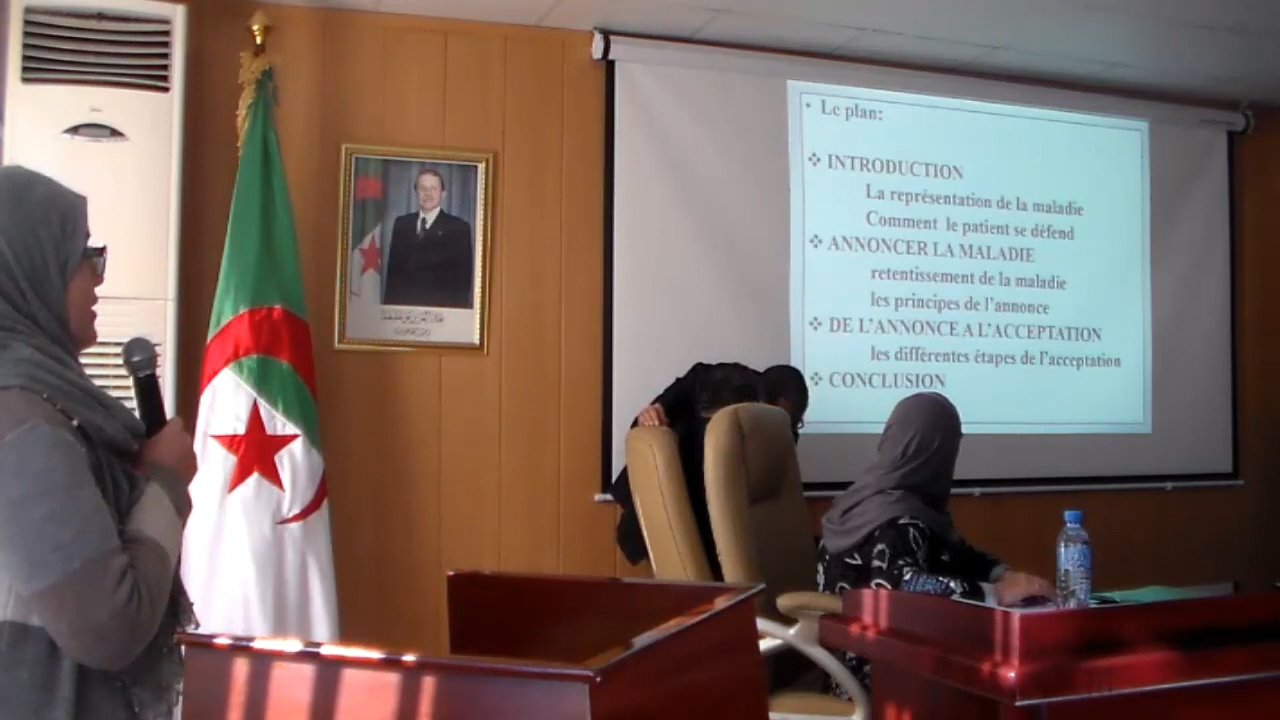 • Le plan:
❖ INTRODUCTION
La représentation de la maladie
Comment le patient se défend
❖ ANNONCER LA MALADIE
retentissement de la maladie
les principes de l'annonce
❖ DE L'ANNONCE A L'ACCEPTATION
les différentes étapes de l'acceptation
❖ CONCLUSION